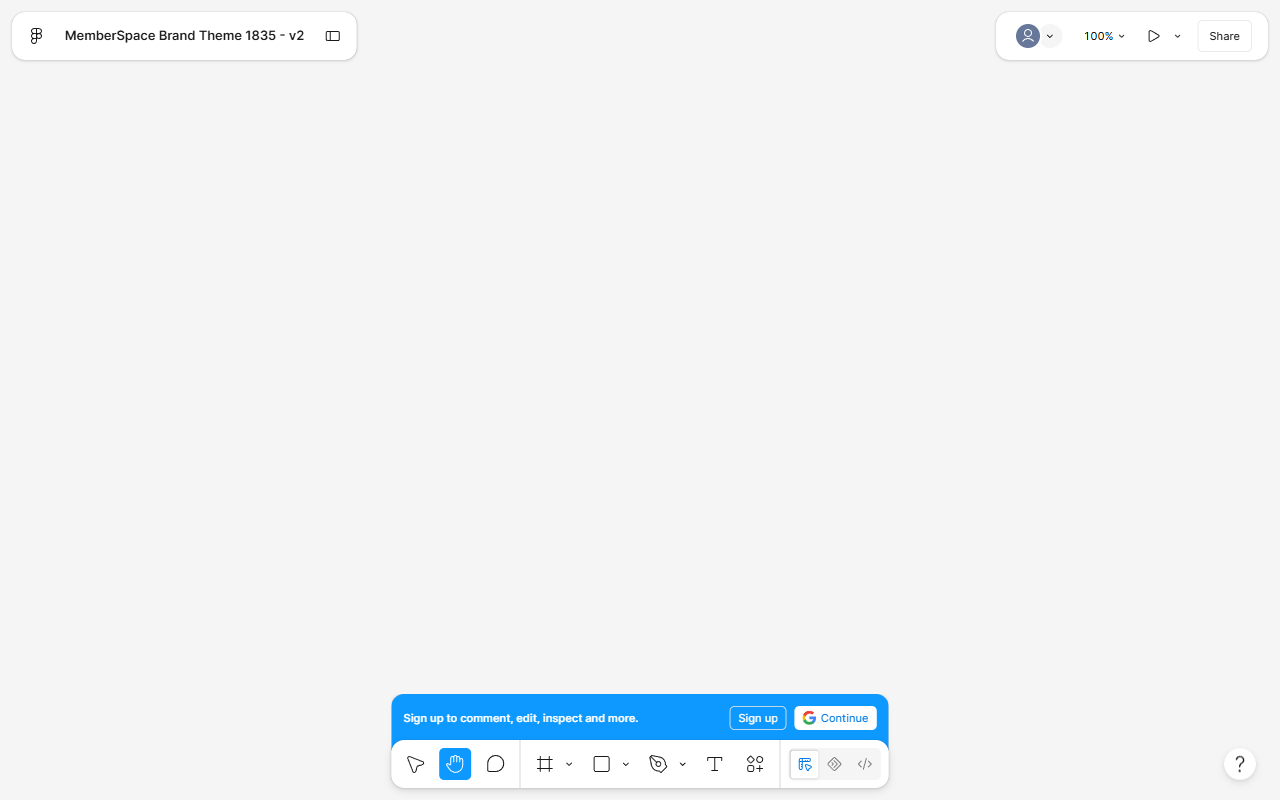 MemberSpace Brand Theme 1835 - v2
100%
Share
Sign up to comment, edit, inspect and more.
Sign up
Continue
?